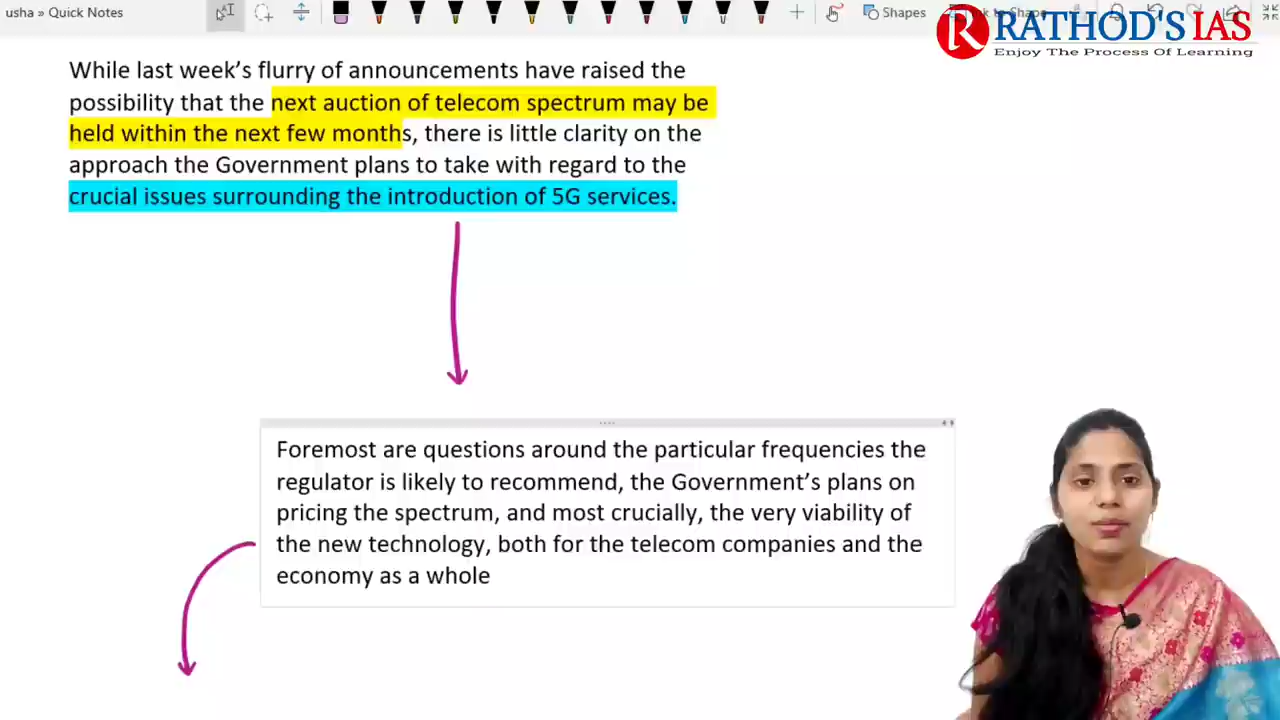 usha » Quick Notes
Shapes
to Shape
RATHOD'S IAS
Enjoy The Process Of Learning
While last week's flurry of announcements have raised the
possibility that the next auction of telecom spectrum may be
held within the next few months, there is little clarity on the
approach the Government plans to take with regard to the
crucial issues surrounding the introduction of 5G services.
Foremost are questions around the particular frequencies the
regulator is likely to recommend, the Government's plans on
pricing the spectrum, and most crucially, the very viability of
the new technology, both for the telecom companies and the
economy as a whole